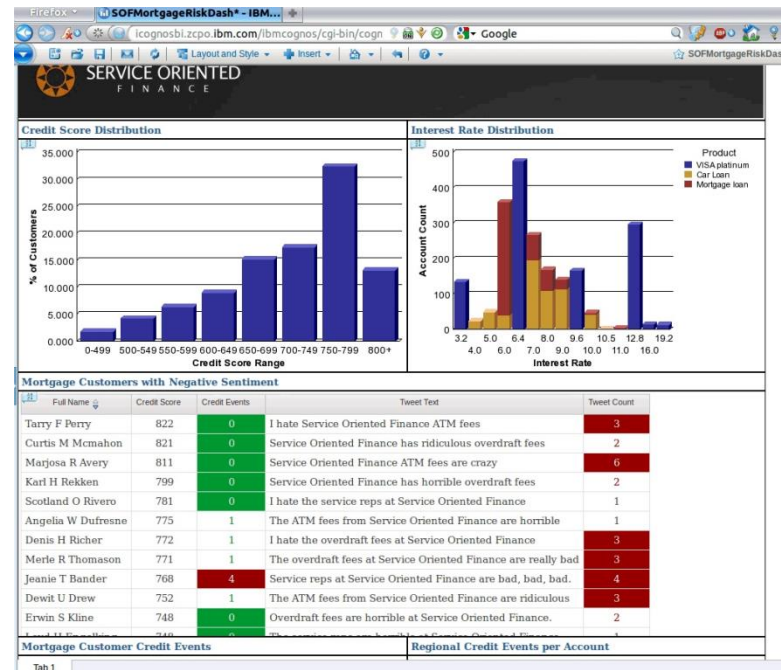 Firefox
SOFMortgageRiskDash* - IBM...
icognosbi.zcpo.ibm.com/ibmcognos/cgi-bin/cogn
Google
Layout and Style
Insert
SOFMortgageRiskDas
SERVICE ORIENTED
FINANCE
Credit Score Distribution
35.000
30.000
25.000
20.000
15.000
10.000
5.000
0.000
% of Customers
0-499 500-549 550-599 600-649 650-699 700-749 750-799 800+
Credit Score Range
Interest Rate Distribution
500
400
300
200
100
0
Account Count
3.2 5.0 6.4 8.0 9.6 10.5 12.8 19.2
4.0 6.0 7.0 9.0 10.0 11.0 16.0
Interest Rate
Product
VISA platinum
Car Loan
Mortgage loan
Mortgage Customers with Negative Sentiment
Full Name Credit Score Credit Events Tweet Text Tweet Count
Tarry F Perry 822 0 I hate Service Oriented Finance ATM fees 3
Curtis M Mcmahon 821 0 Service Oriented Finance has ridiculous overdraft fees 2
Marjosa R Avery 811 0 Service Oriented Finance ATM fees are crazy 6
Karl H Rekken 799 0 Service Oriented Finance has horrible overdraft fees 2
Scotland O Rivero 781 0 I hate the service reps at Service Oriented Finance 1
Angelia W Dufresne 775 1 The ATM fees from Service Oriented Finance are horrible 1
Denis H Richer 772 1 I hate the overdraft fees at Service Oriented Finance 3
Merle R Thomason 771 1 The overdraft fees at Service Oriented Finance are really bad 3
Jeanie T Bander 768 4 Service reps at Service Oriented Finance are bad, bad, bad. 4
Dewit U Drew 752 1 The ATM fees from Service Oriented Finance are ridiculous 3
Erwin S Kline 748 0 Overdraft fees are horrible at Service Oriented Finance. 2
Mortgage Customer Credit Events
Regional Credit Events per Account
Tab 1